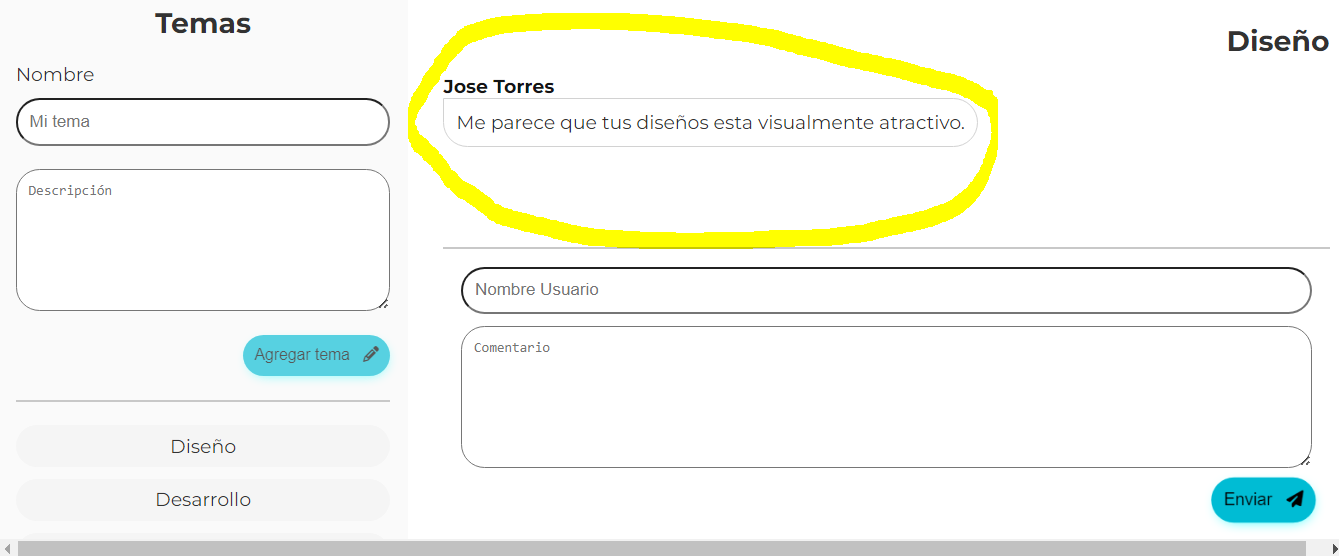 Temas
Nombre
Mi tema
Descripción
Agregar tema
Diseño
Desarrollo
Diseño
Jose Torres
Me parece que tus diseños esta visualmente atractivo.
Nombre Usuario
Comentario
Enviar